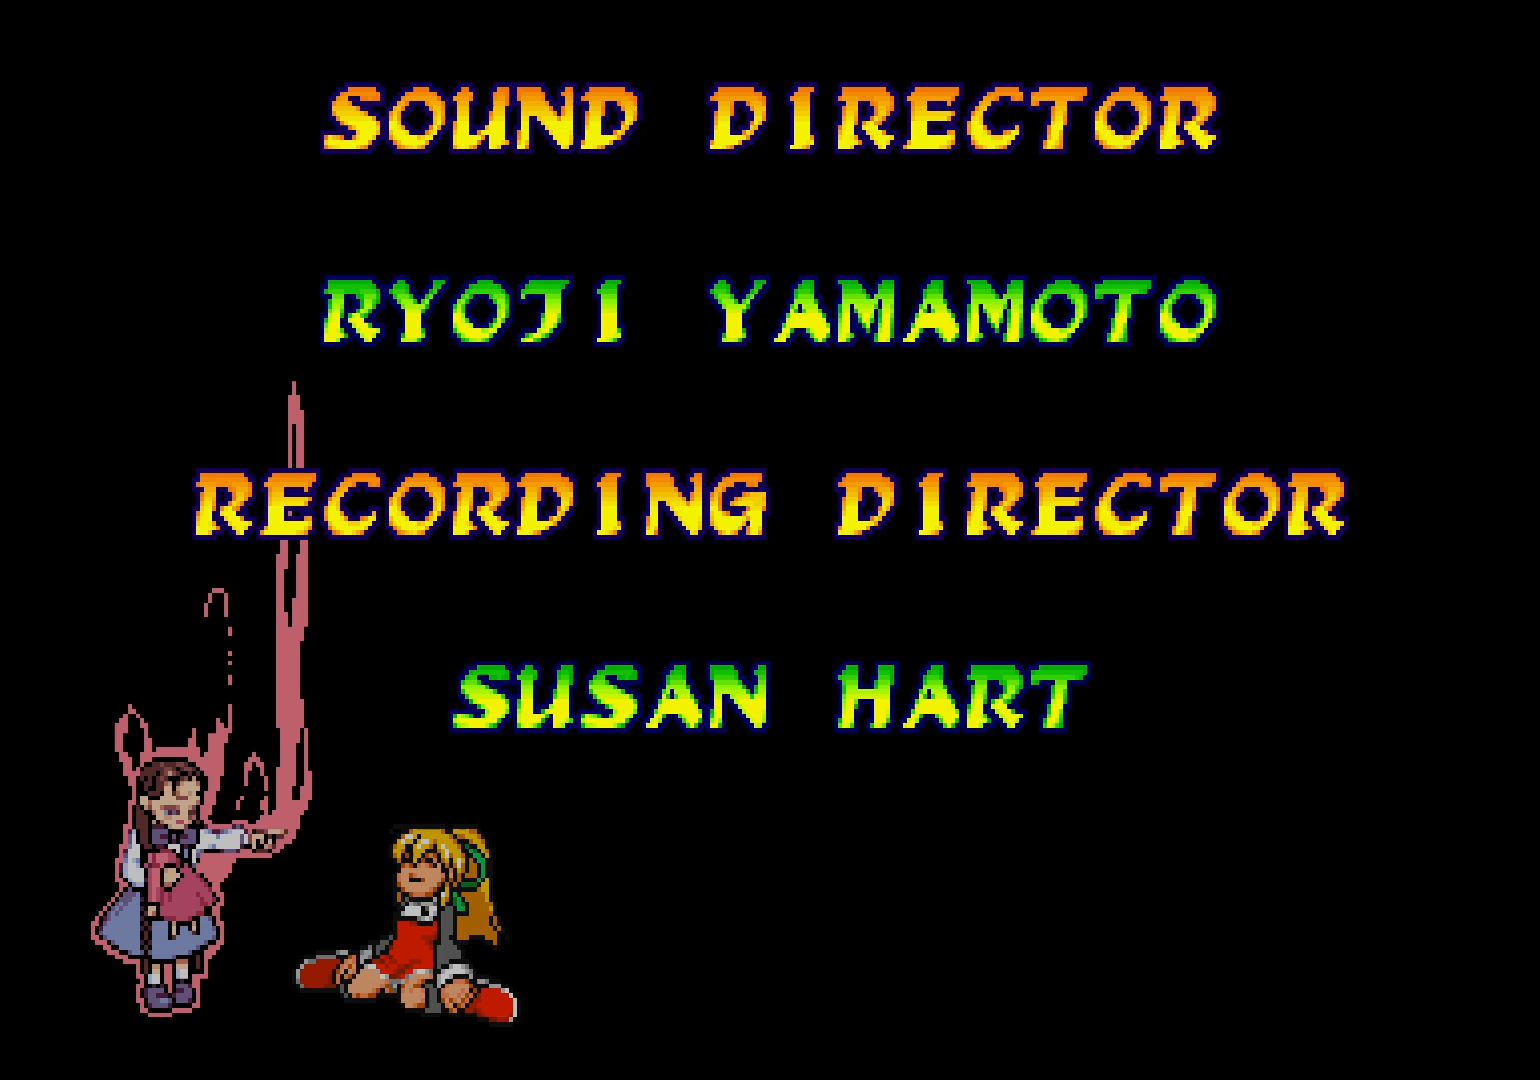 SOUND DIRECTOR
RYOJI YAMAMOTO
RECORDING DIRECTOR
SUSAN HART